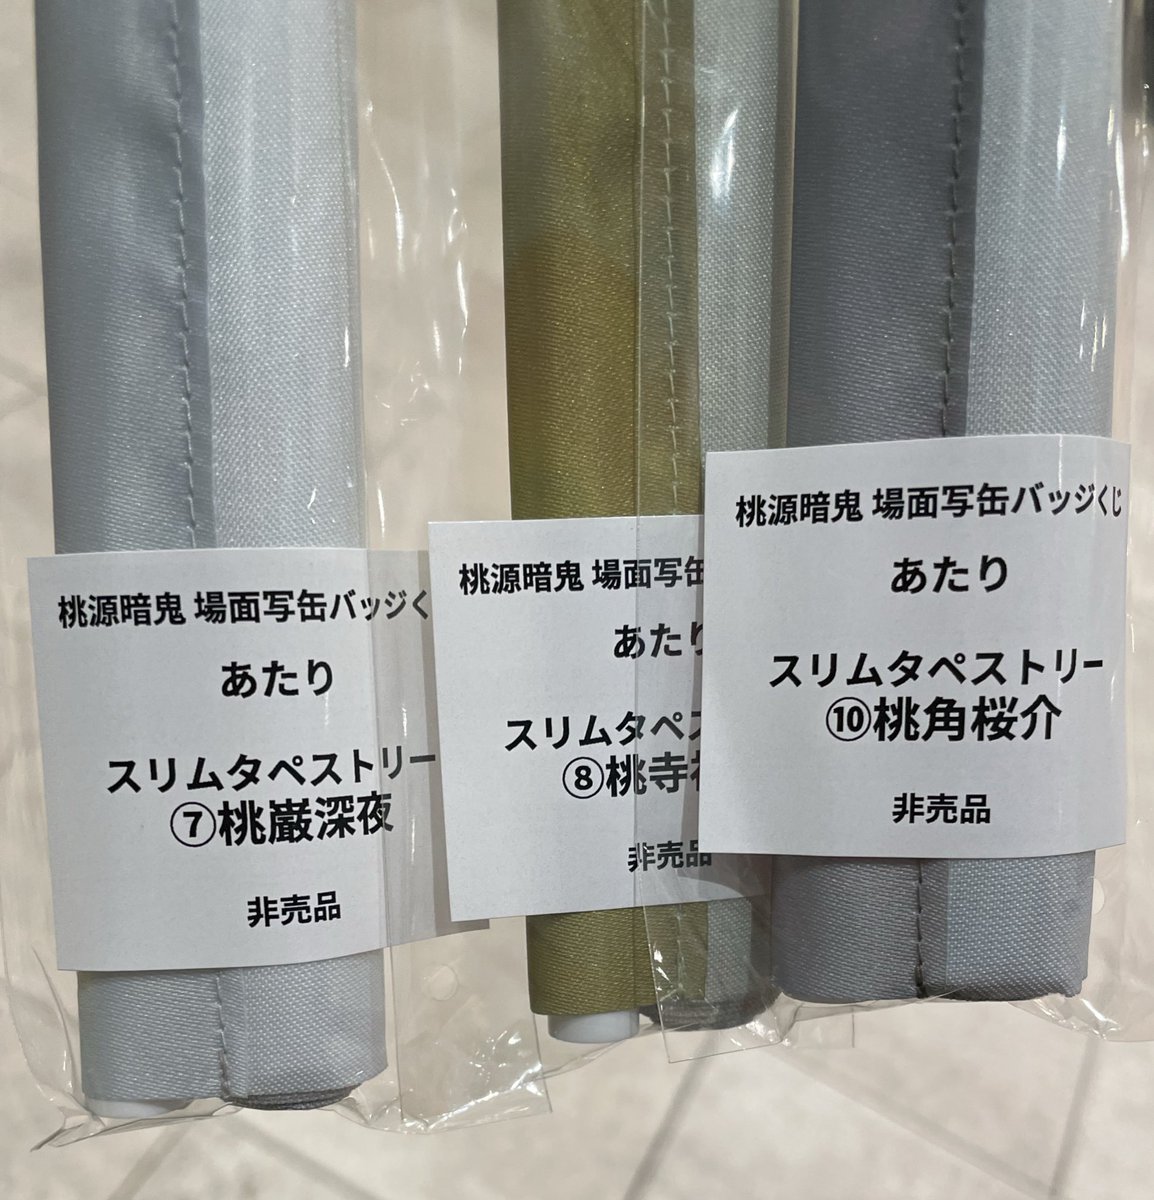 桃源暗鬼 場面写缶バッジく
あたり
スリムタペストリー
⑦桃巌深夜
非売品
桃源暗鬼 場面写缶
あたり
スリムタペス
⑧桃寺
非売品
桃源暗鬼 場面写缶バッジくじ
あたり
スリムタペストリー
⑩桃角桜介
非売品